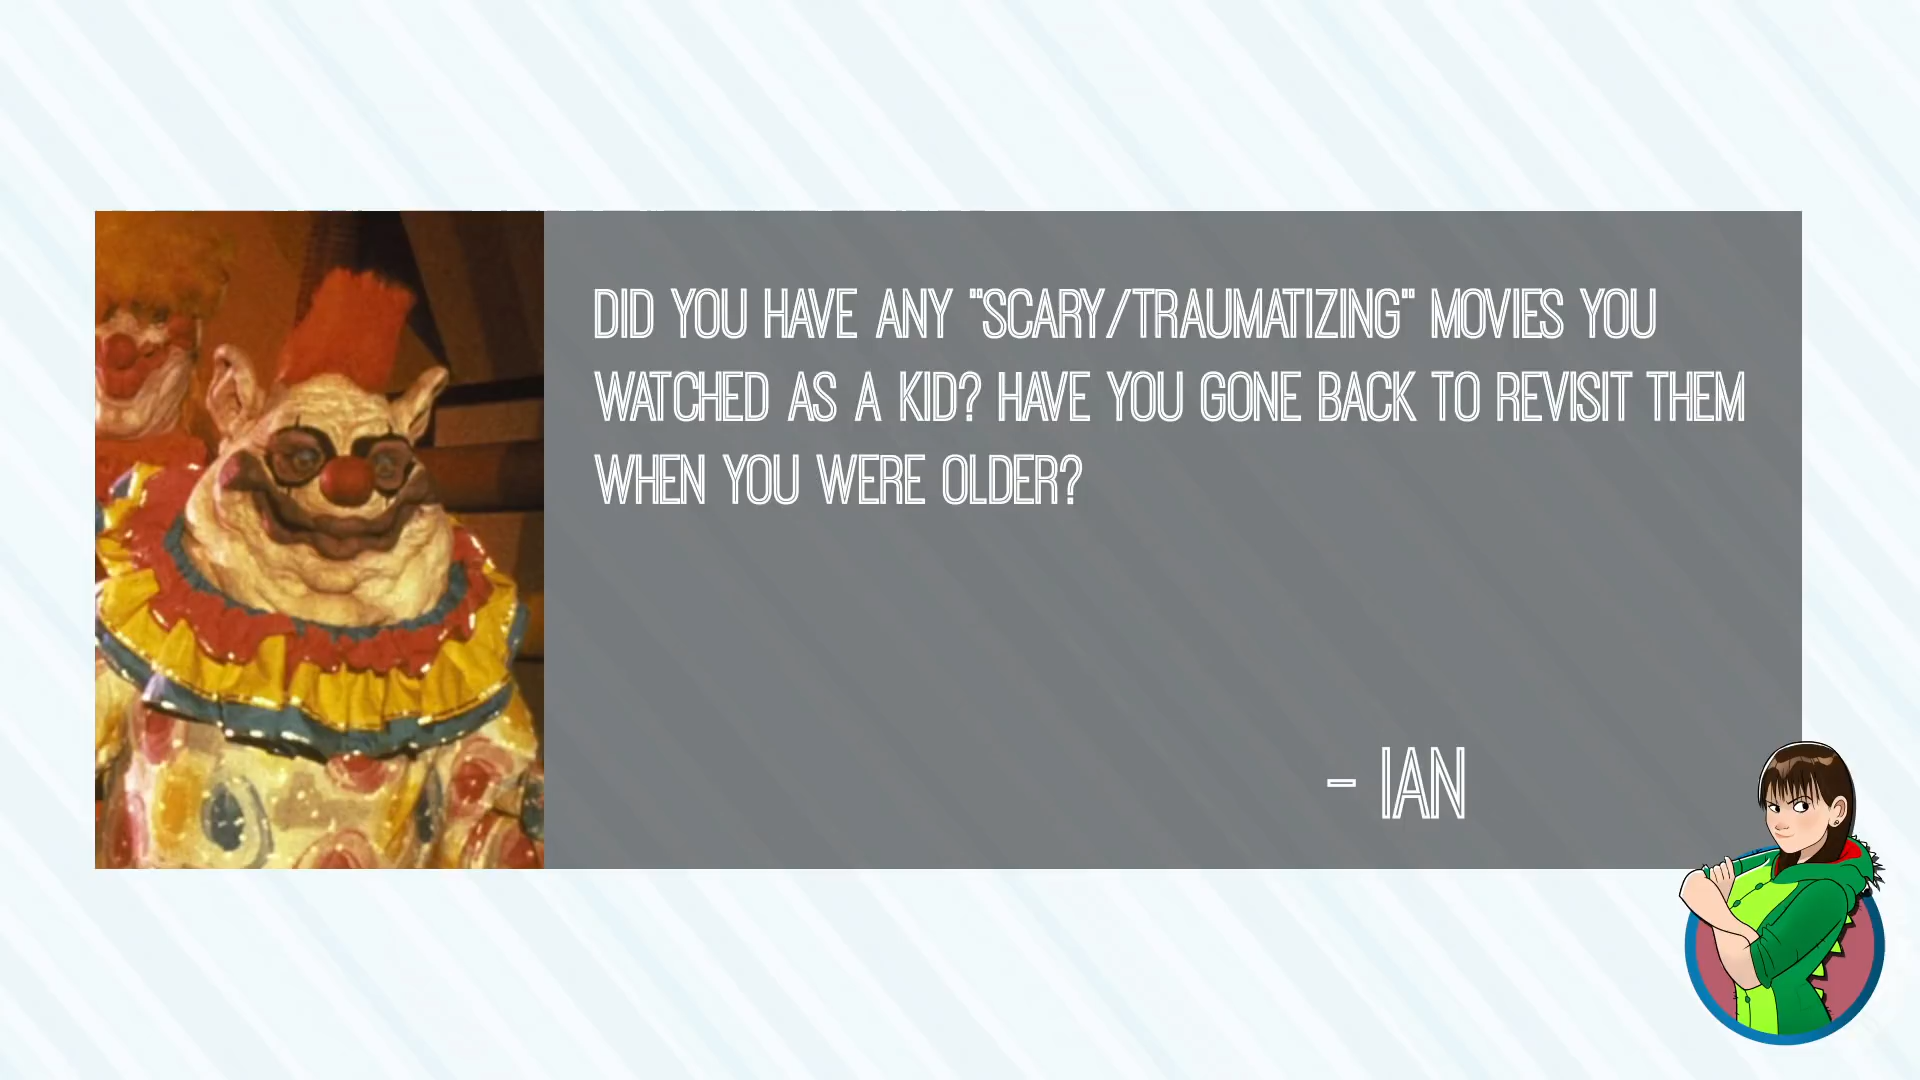 DID YOU HAVE ANY "SCARY/TRAUMATIZING" MOVIES YOU
WATCHED AS A KID? HAVE YOU GONE BACK TO REVISIT THEM
WHEN YOU WERE OLDER?
- IAN